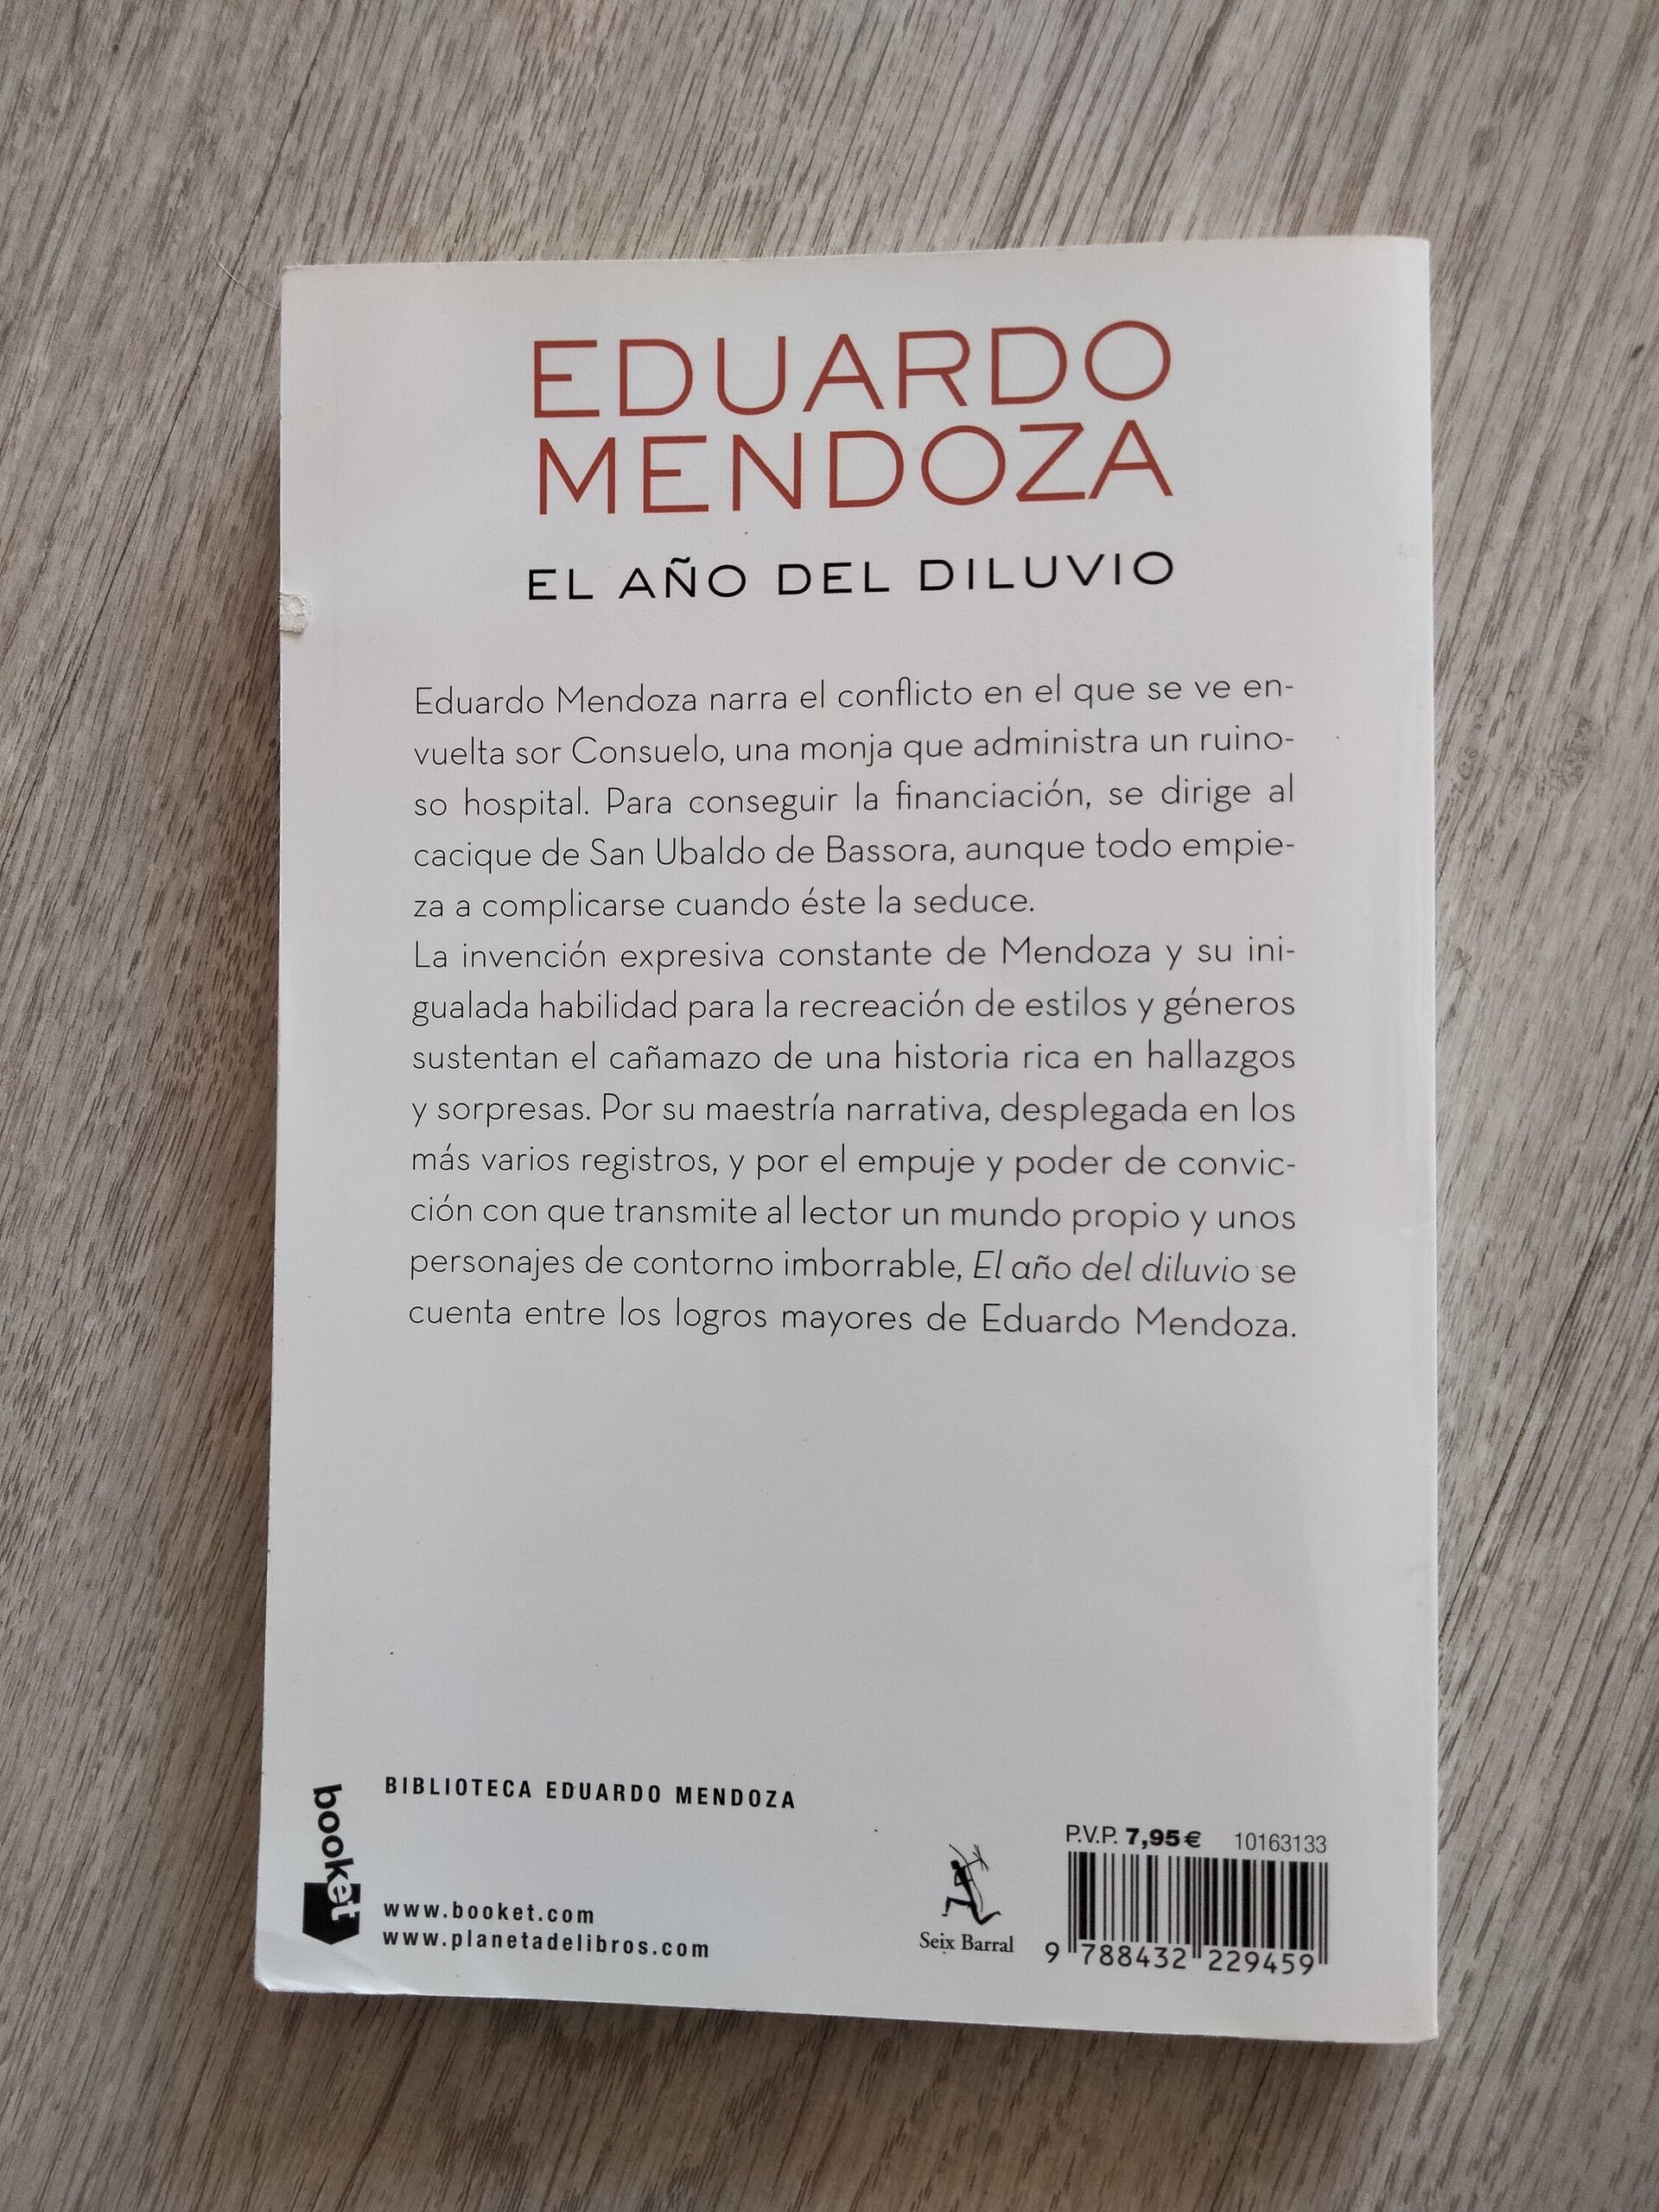 EDUARDO
MENDOZA
EL AÑO DEL DILUVIO
Eduardo Mendoza narra el conflicto en el que se ve en-
vuelta sor Consuelo, una monja que administra un ruino-
so hospital. Para conseguir la financiación, se dirige al
cacique de San Ubaldo de Bassora, aunque todo empie-
za a complicarse cuando éste la seduce.
La invención expresiva constante de Mendoza y su ini-
gualada habilidad para la recreación de estilos y géneros
sustentan el cañamazo de una historia rica en hallazgos
y sorpresas. Por su maestría narrativa, desplegada en los
más varios registros, y por el empuje y poder de convic-
ción con que transmite al lector un mundo propio y unos
personajes de contorno imborrable, El año del diluvio se
cuenta entre los logros mayores de Eduardo Mendoza.
booket
BIBLIOTECA EDUARDO MENDOZA
www.booket.com
www.planetadelibros.com
Seix Barral
P.V.P. 7,95 € 10163133
9 788432 229459